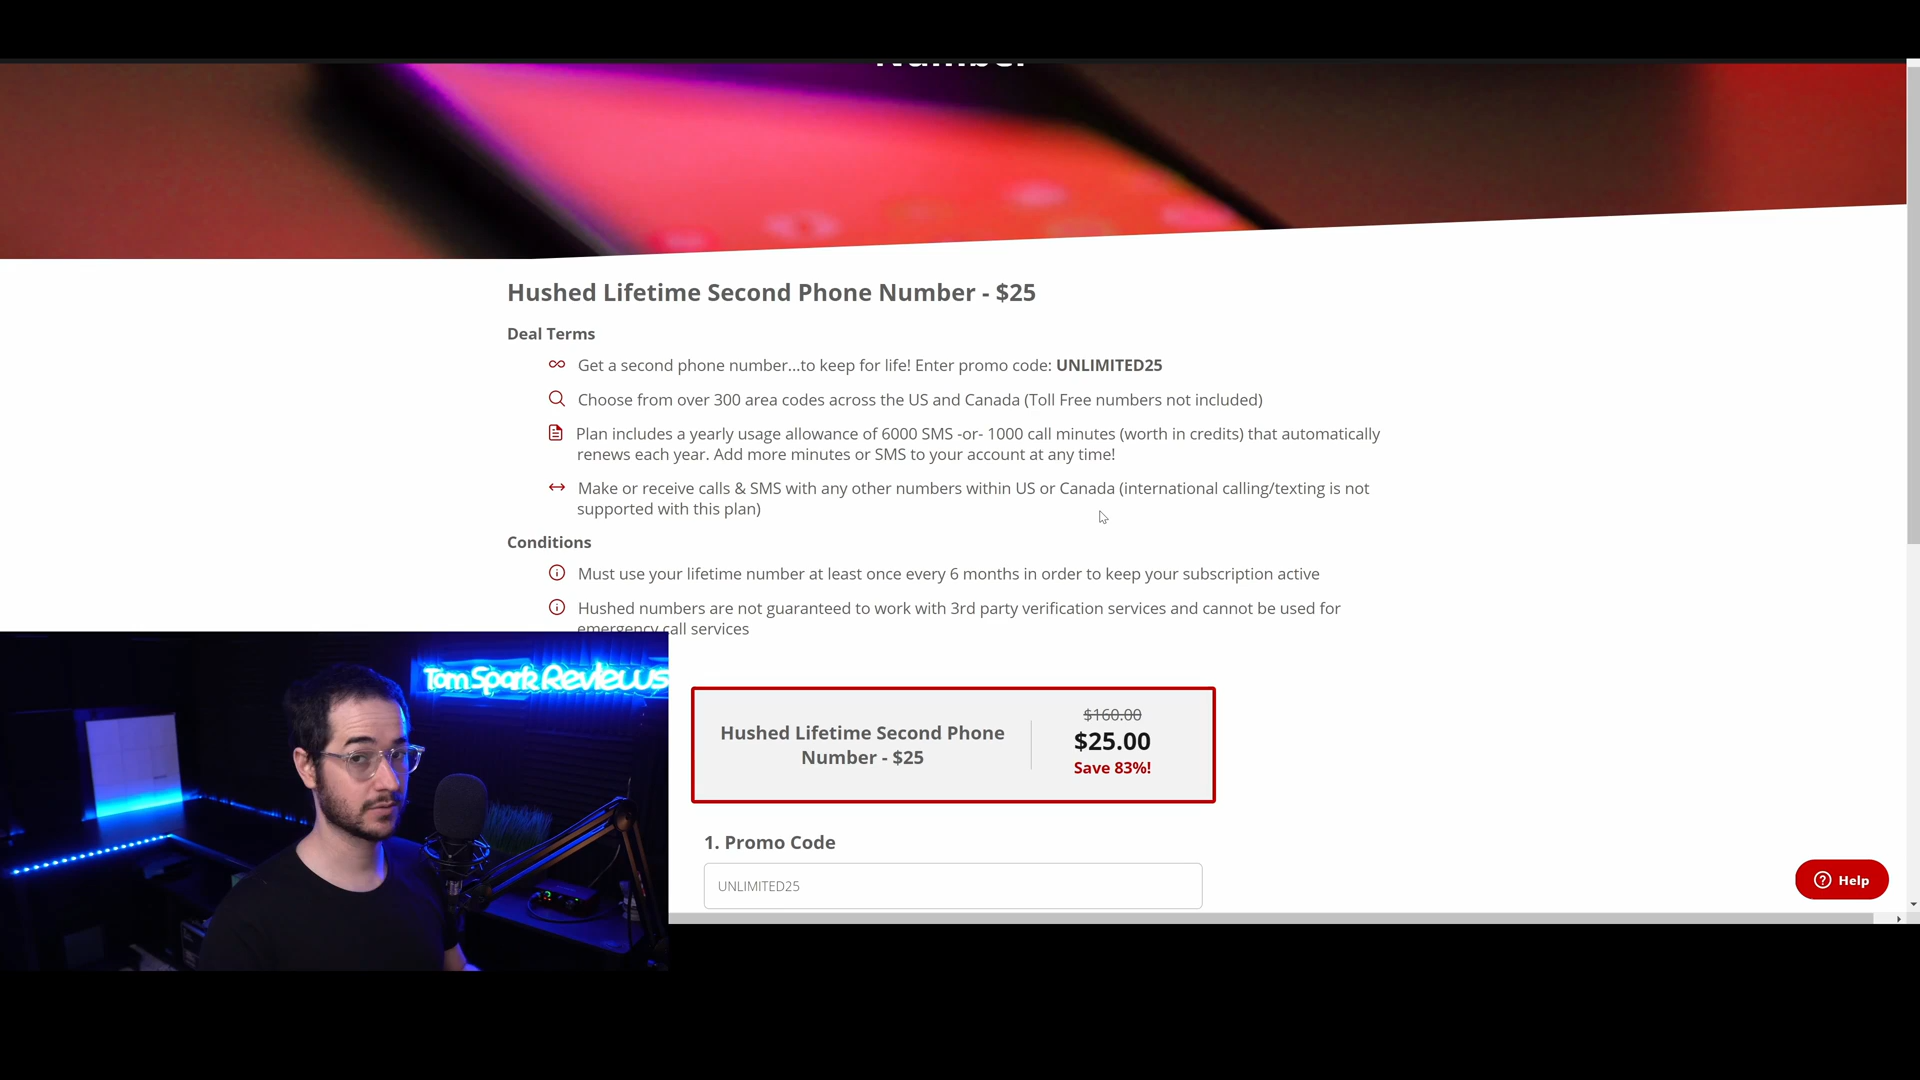 Number
Hushed Lifetime Second Phone Number - $25
Deal Terms
Get a second phone number...to keep for life! Enter promo code: UNLIMITED25
Choose from over 300 area codes across the US and Canada (Toll Free numbers not included)
Plan includes a yearly usage allowance of 6000 SMS -or- 1000 call minutes (worth in credits) that automatically
renews each year. Add more minutes or SMS to your account at any time!
Make or receive calls & SMS with any other numbers within US or Canada (international calling/texting is not
supported with this plan)
Conditions
Must use your lifetime number at least once every 6 months in order to keep your subscription active
Hushed numbers are not guaranteed to work with 3rd party verification services and cannot be used for
emergency call services
Tom Spark Reviews
Hushed Lifetime Second Phone
Number - $25
$160.00
$25.00
Save 83%!
1. Promo Code
UNLIMITED25
Help